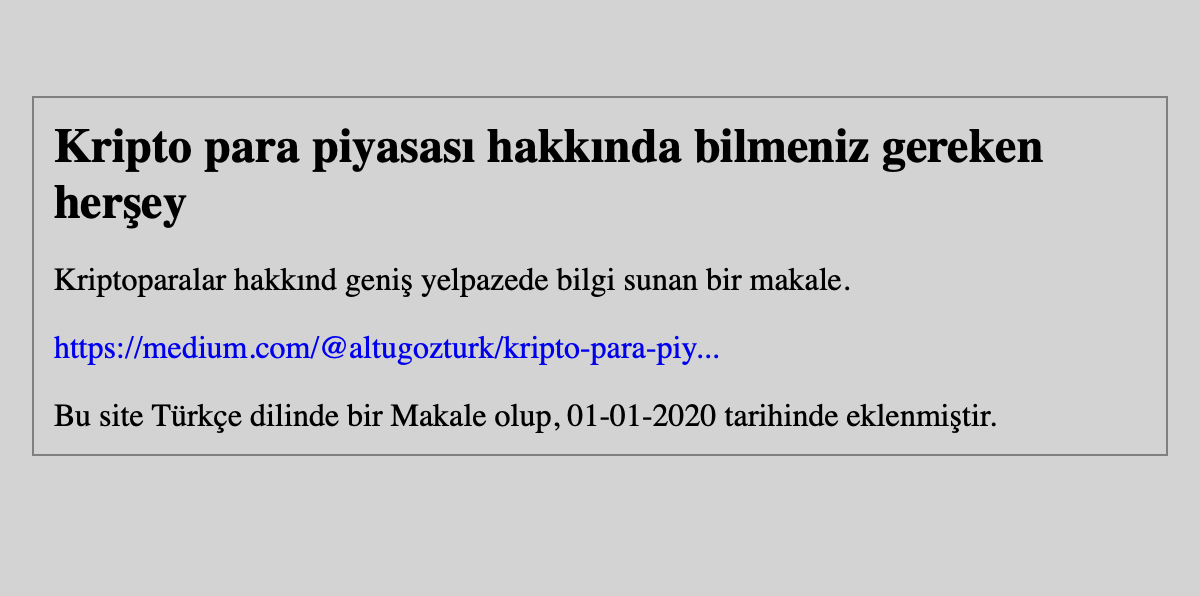 Kripto para piyasası hakkında bilmeniz gereken
herşey
Kriptoparalar hakkınd geniş yelpazede bilgi sunan bir makale.
https://medium.com/@altugozturk/kripto-para-piy...
Bu site Türkçe dilinde bir Makale olup, 01-01-2020 tarihinde eklenmiştir.